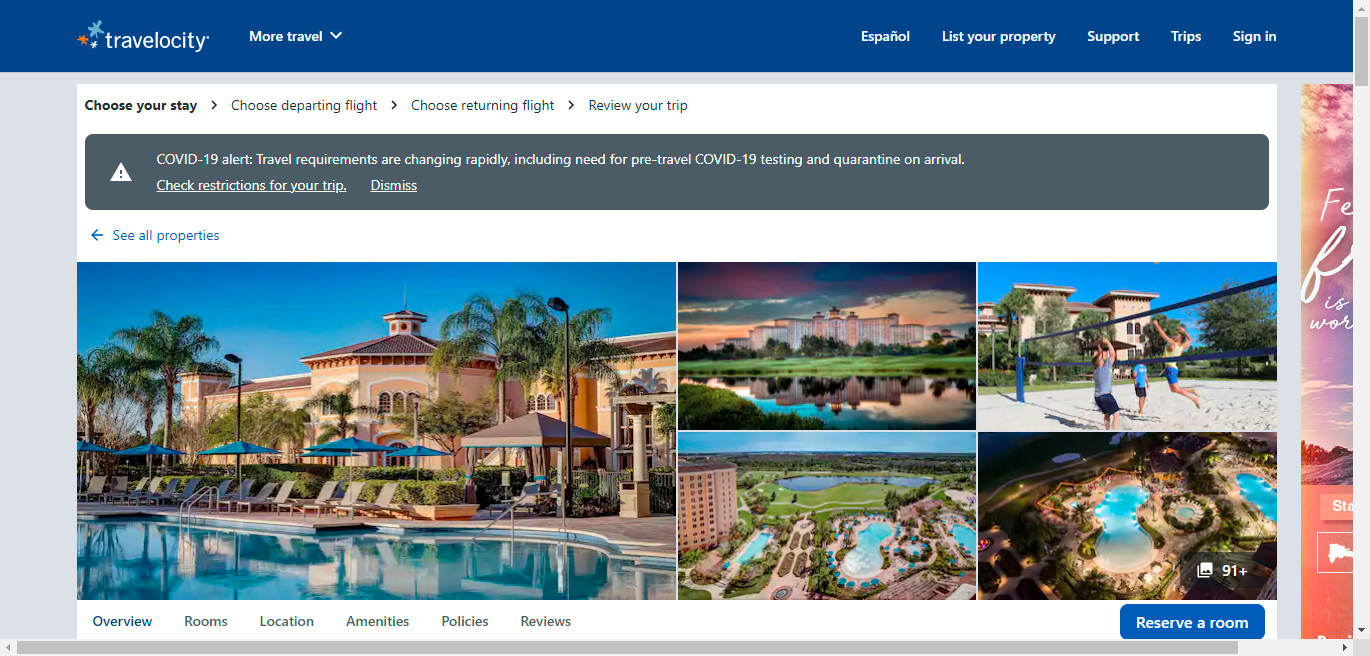 travelocity
More travel
Español
List your property
Support
Trips
Sign in
Choose your stay
Choose departing flight
Choose returning flight
Review your trip
COVID-19 alert: Travel requirements are changing rapidly, including need for pre-travel COVID-19 testing and quarantine on arrival.
Check restrictions for your trip.
Dismiss
See all properties
is
91+
Overview
Rooms
Location
Amenities
Policies
Reviews
Reserve a room